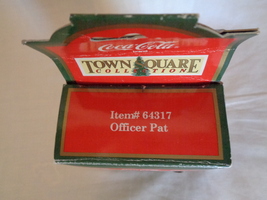 Coca-Cola
TOWN SQUARE
COLLECTION
Item# 64317
Officer Pat